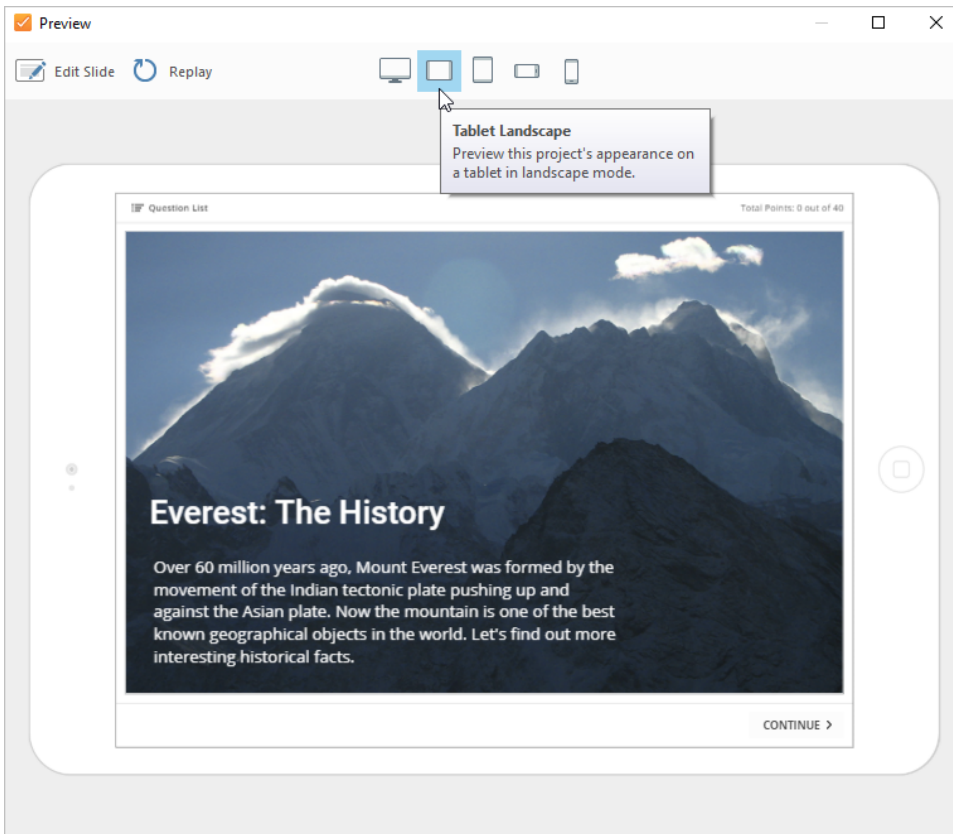 Preview
Edit Slide
Replay
Tablet Landscape
Preview this project's appearance on
a tablet in landscape mode.
Question List
Total Points: 0 out of 40
Everest: The History
Over 60 million years ago, Mount Everest was formed by the
movement of the Indian tectonic plate pushing up and
against the Asian plate. Now the mountain is one of the best
known geographical objects in the world. Let's find out more
interesting historical facts.
CONTINUE